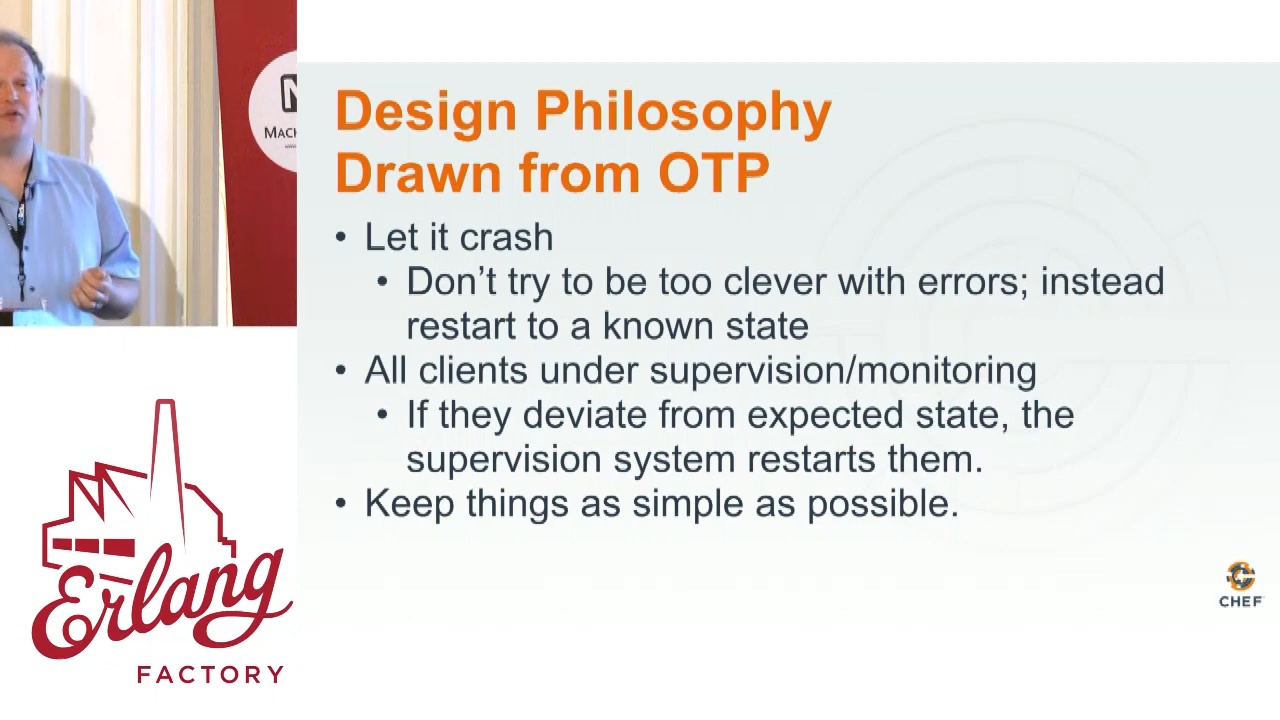 Design Philosophy
Drawn from OTP
• Let it crash
• Don’t try to be too clever with errors; instead
restart to a known state
• All clients under supervision/monitoring
• If they deviate from expected state, the
supervision system restarts them.
• Keep things as simple as possible.
CHEF
Erlang
FACTORY